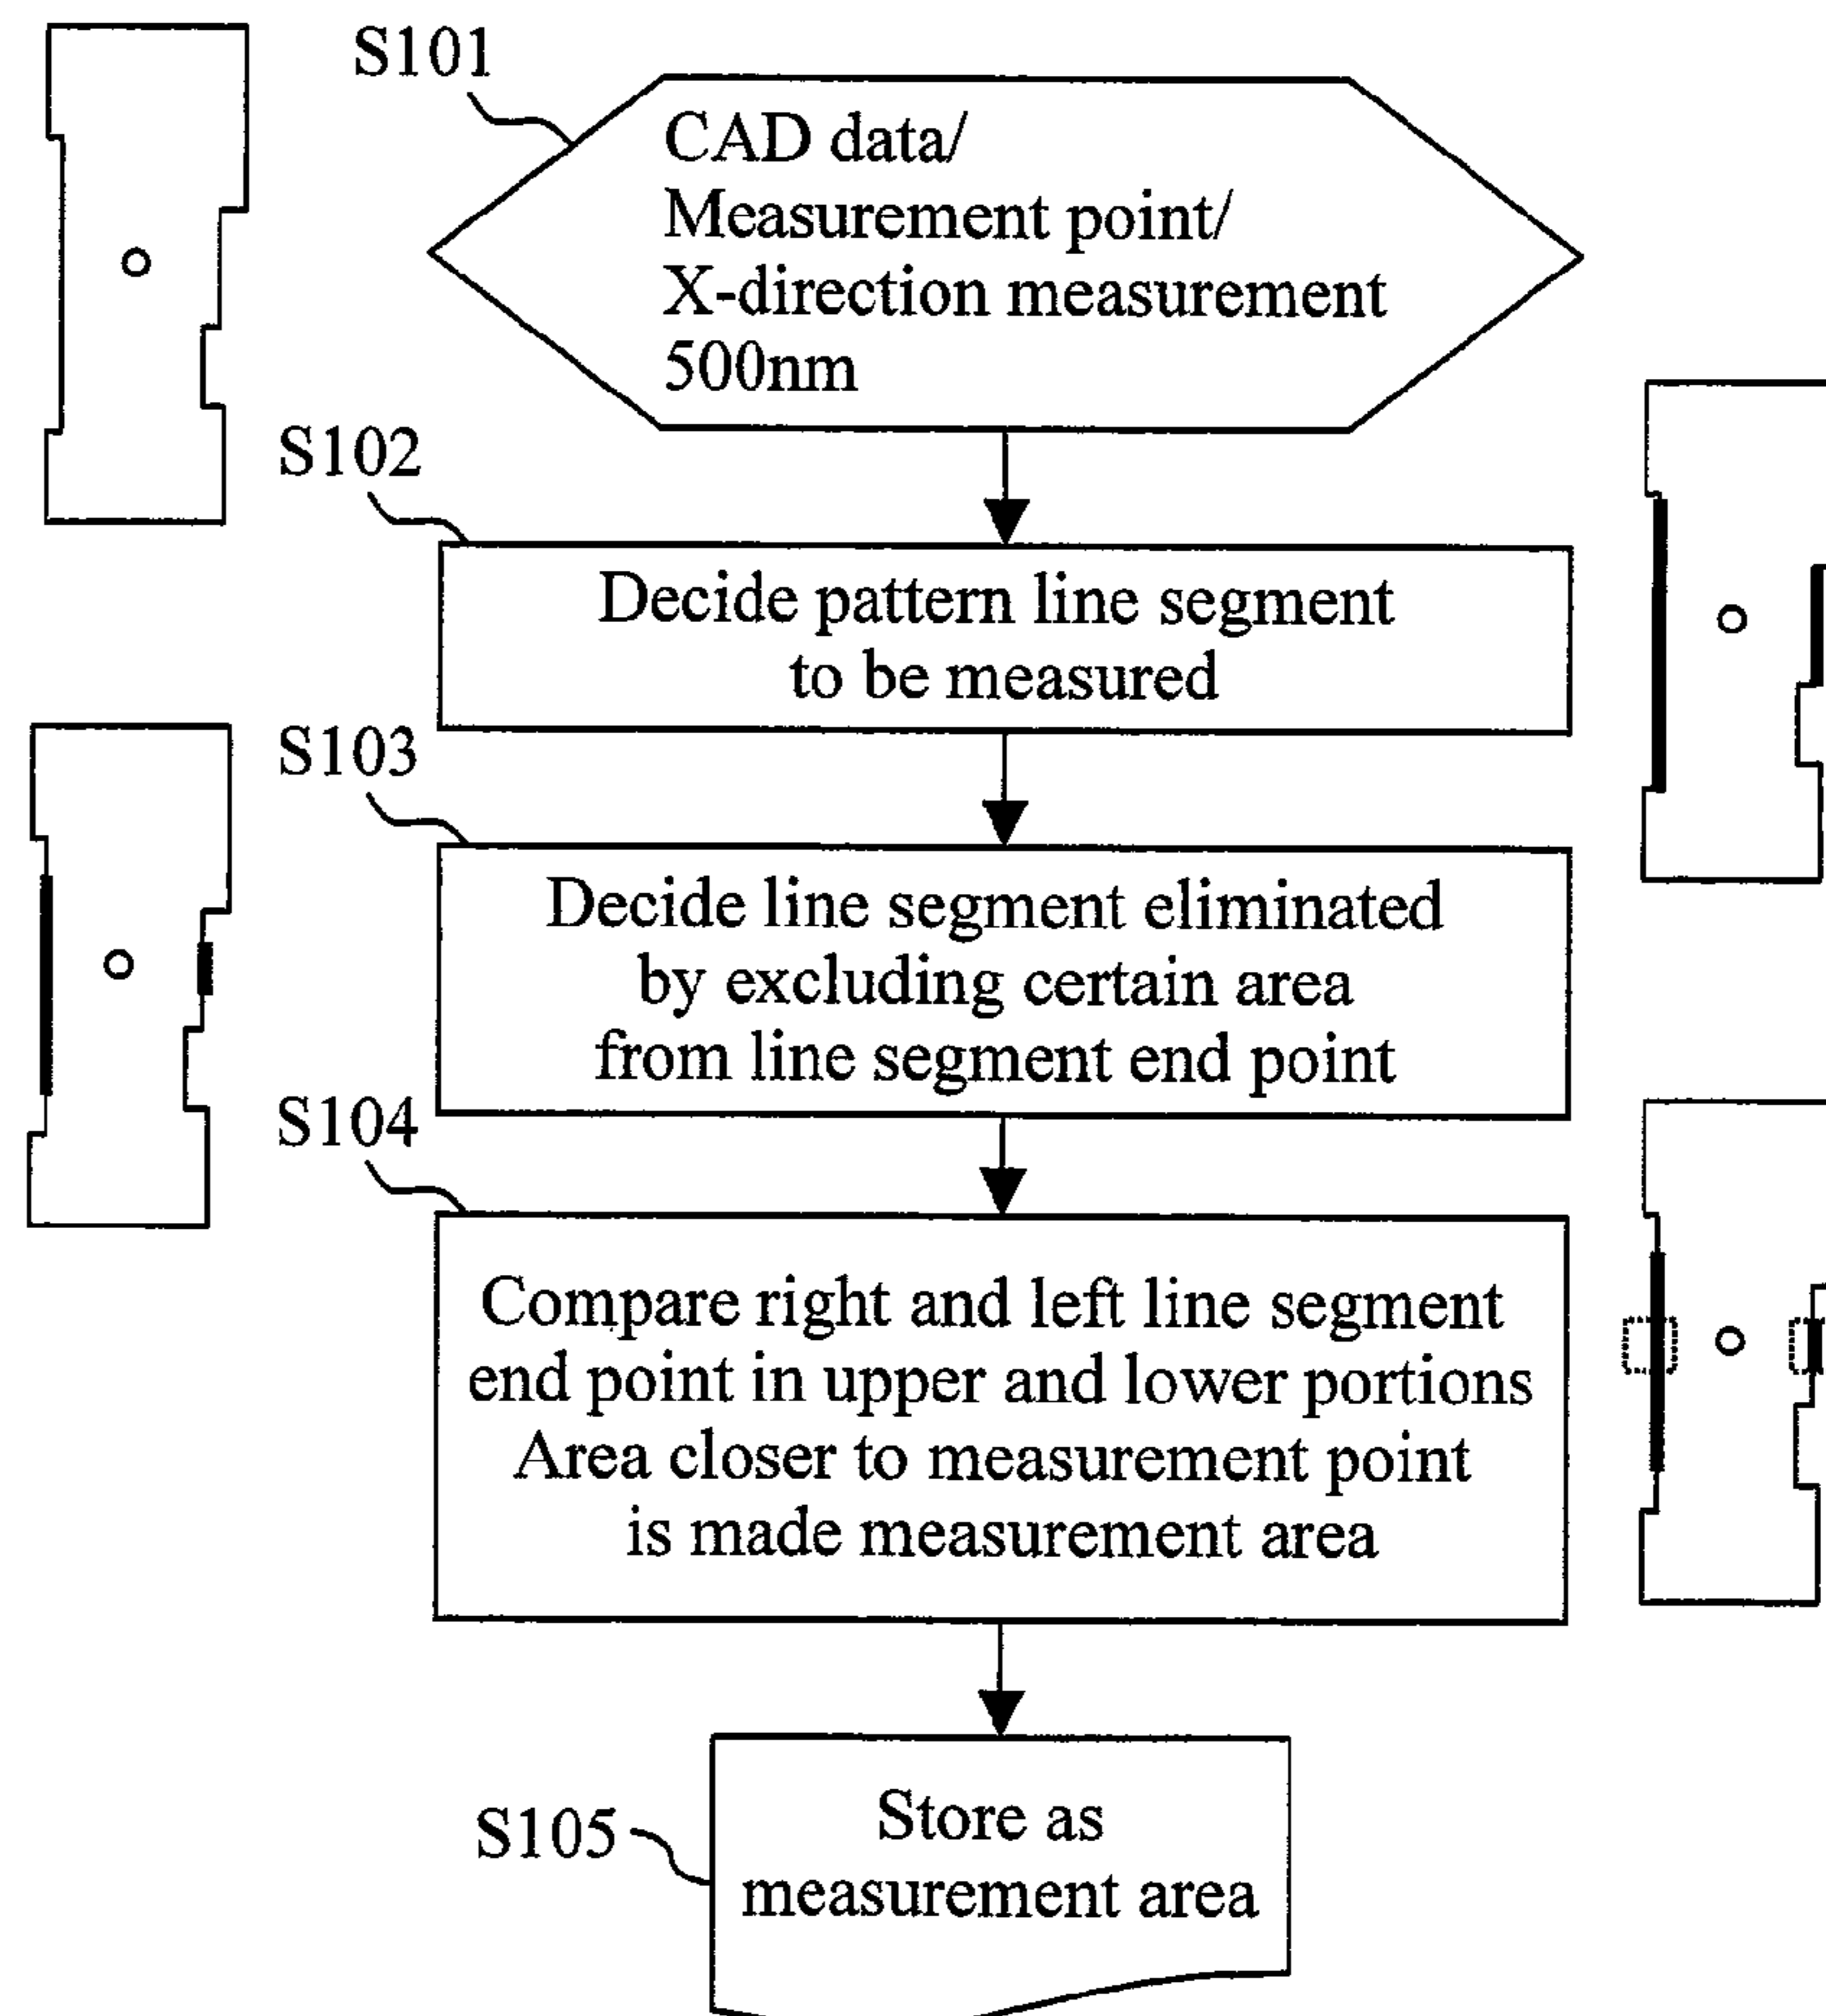 S101
CAD data/
Measurement point/
X-direction measurement
500nm
S102
Decide pattern line segment
to be measured
S103
Decide line segment eliminated
by excluding certain area
from line segment end point
S104
Compare right and left line segment
end point in upper and lower portions
Area closer to measurement point
is made measurement area
S105
Store as
measurement area